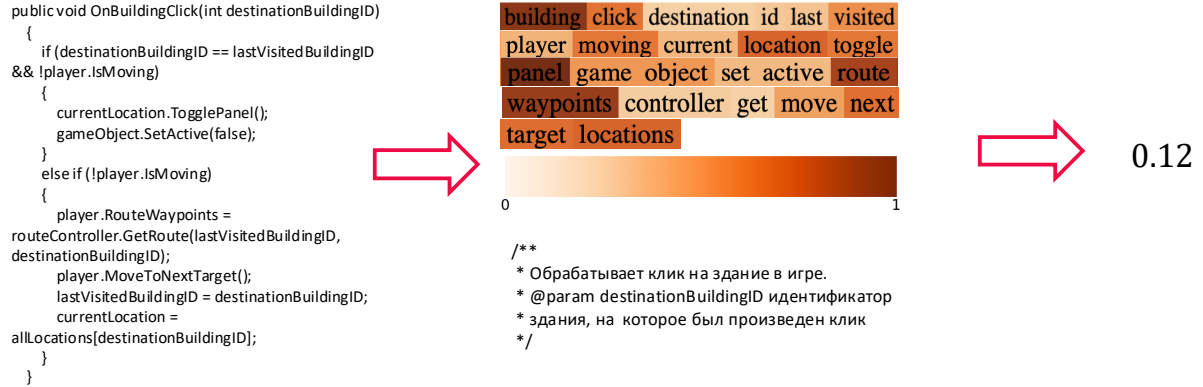 public void OnBuildingClick(int destinationBuildingID)
{
if (destinationBuildingID == lastVisitedBuildingID
&& !player.IsMoving)
{
currentLocation.TogglePanel();
gameObject.SetActive(false);
}
else if (!player.IsMoving)
{
player.RouteWaypoints =
routeController.GetRoute(lastVisitedBuildingID,
destinationBuildingID);
player.MoveToNextTarget();
lastVisitedBuildingID = destinationBuildingID;
currentLocation =
allLocations[destinationBuildingID];
}
}
building click destination id last visited
player moving current location toggle
panel game object set active route
waypoints controller get move next
target locations
0 1
/**
* Обрабатывает клик на здание в игре.
* @param destinationBuildingID идентификатор
* здания, на которое был произведен клик
*/
0.12